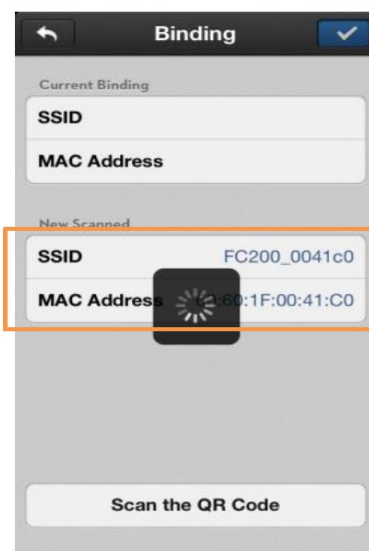 Binding
Current Binding
SSID
MAC Address
New Scanned
SSID FC200_0041c0
MAC Address :60:1F:00:41:C0
Scan the QR Code